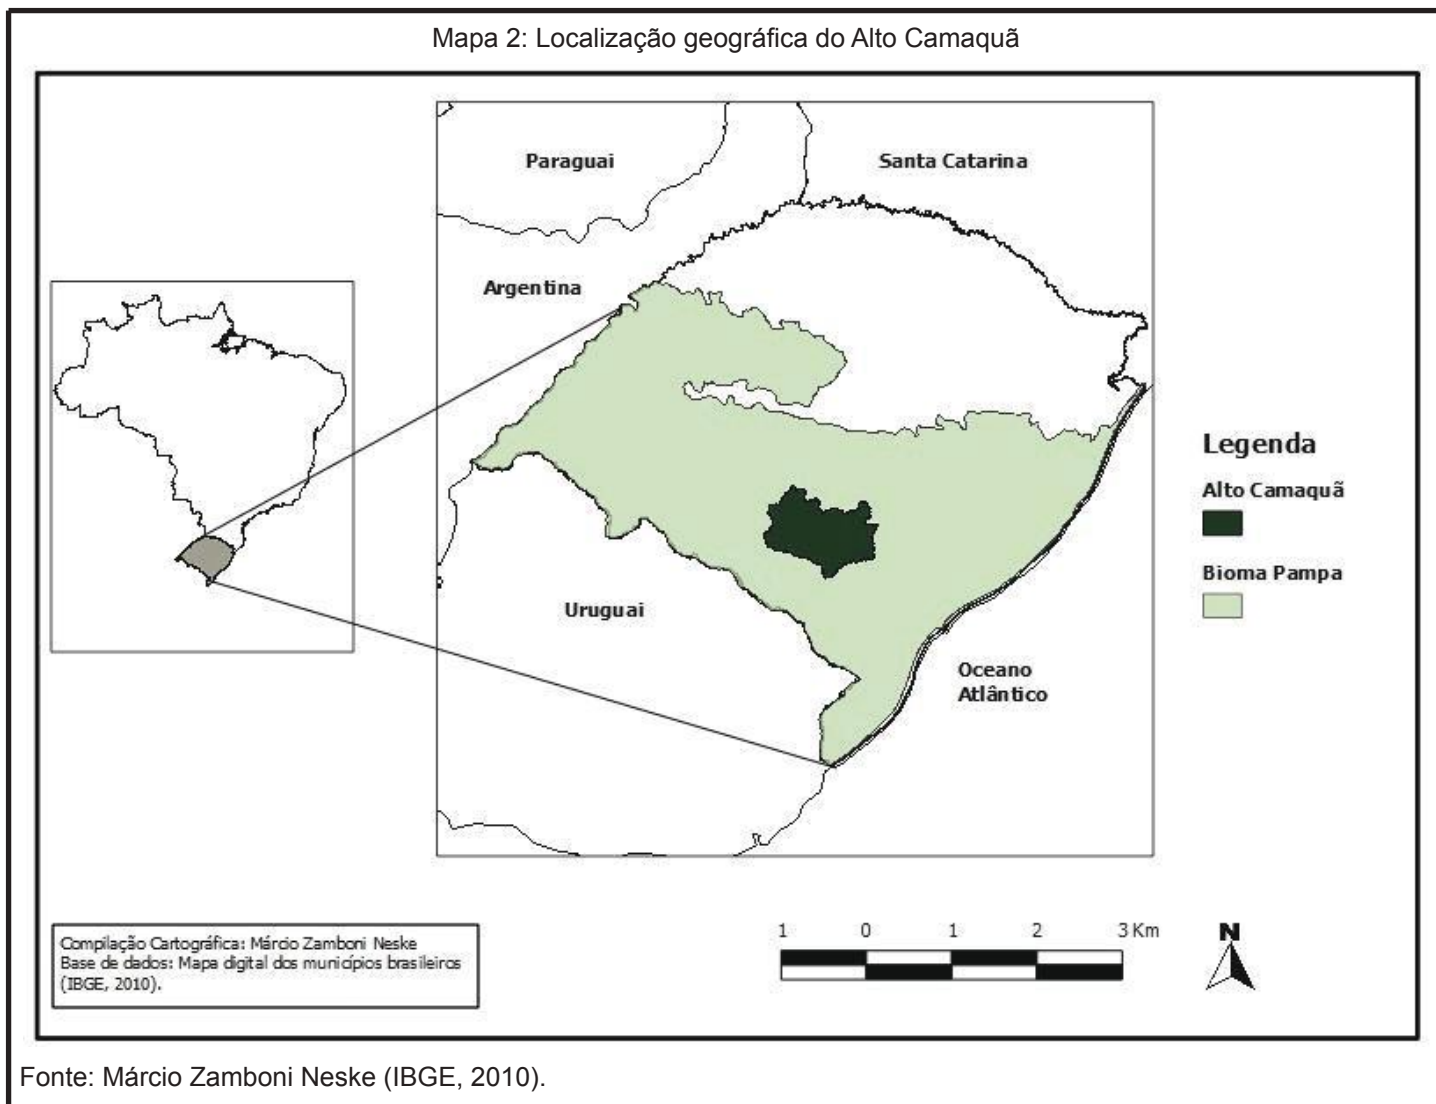 Mapa 2: Localização geográfica do Alto Camaquã
Paraguai
Santa Catarina
Argentina
Legenda
Alto Camaquã
Bioma Pampa
Uruguai
Oceano
Atlântico
1 0 1 2 3 Km
N
Compilação Cartográfica: Márcio Zamboni Neske
Base de dados: Mapa digital dos municípios brasileiros
(IBGE, 2010).
Fonte: Márcio Zamboni Neske (IBGE, 2010).